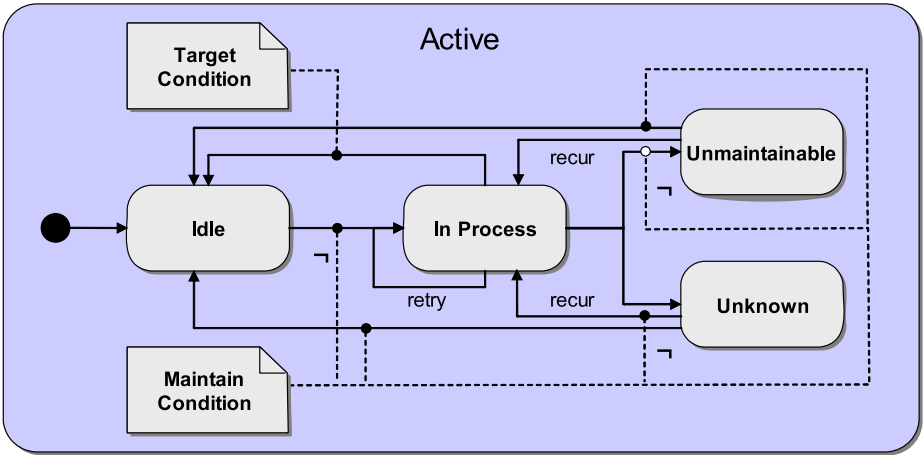 Active
Target
Condition
recur
Unmaintainable
¬
Idle
In Process
¬
retry
recur
Unknown
¬
Maintain
Condition